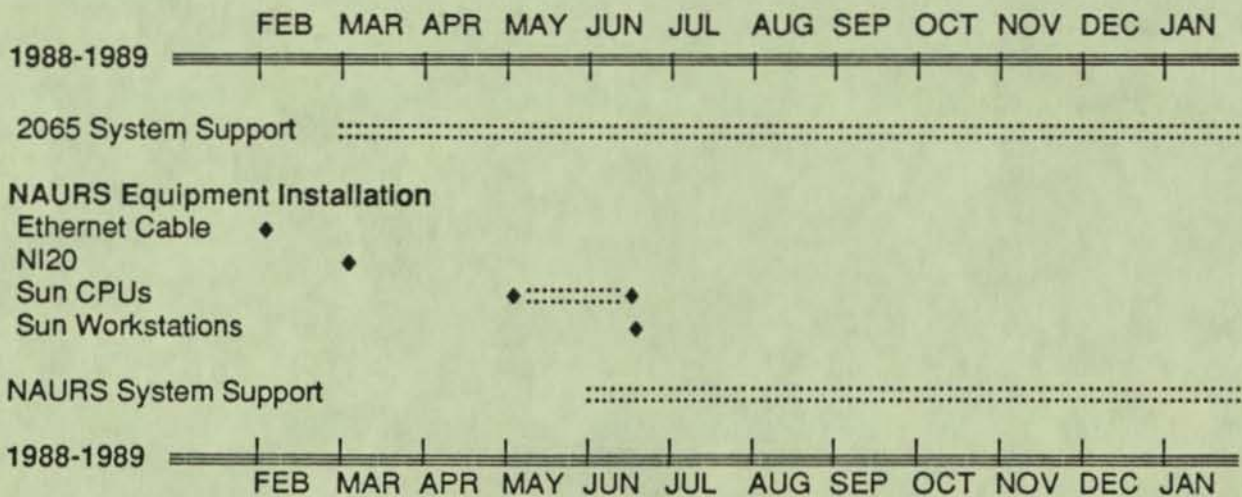 FEB MAR APR MAY JUN JUL AUG SEP OCT NOV DEC JAN
1988-1989
2065 System Support
NAURS Equipment Installation
Ethernet Cable
NI20
Sun CPUs
Sun Workstations
NAURS System Support
1988-1989
FEB MAR APR MAY JUN JUL AUG SEP OCT NOV DEC JAN